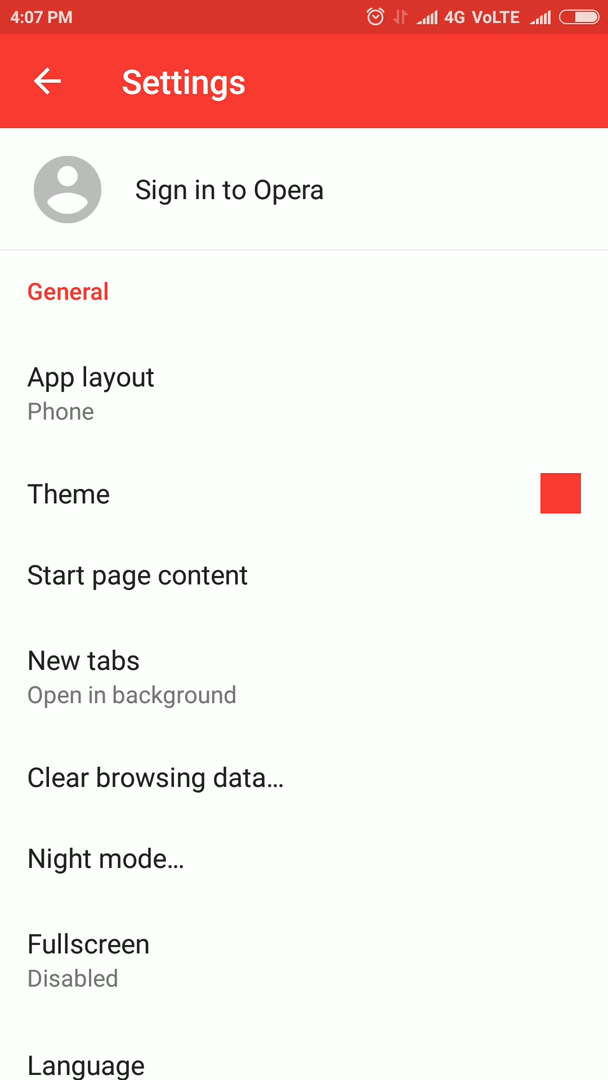 4:07 PM 4G VoLTE
Settings
Sign in to Opera
General
App layout
Phone
Theme
Start page content
New tabs
Open in background
Clear browsing data...
Night mode...
Fullscreen
Disabled
Language